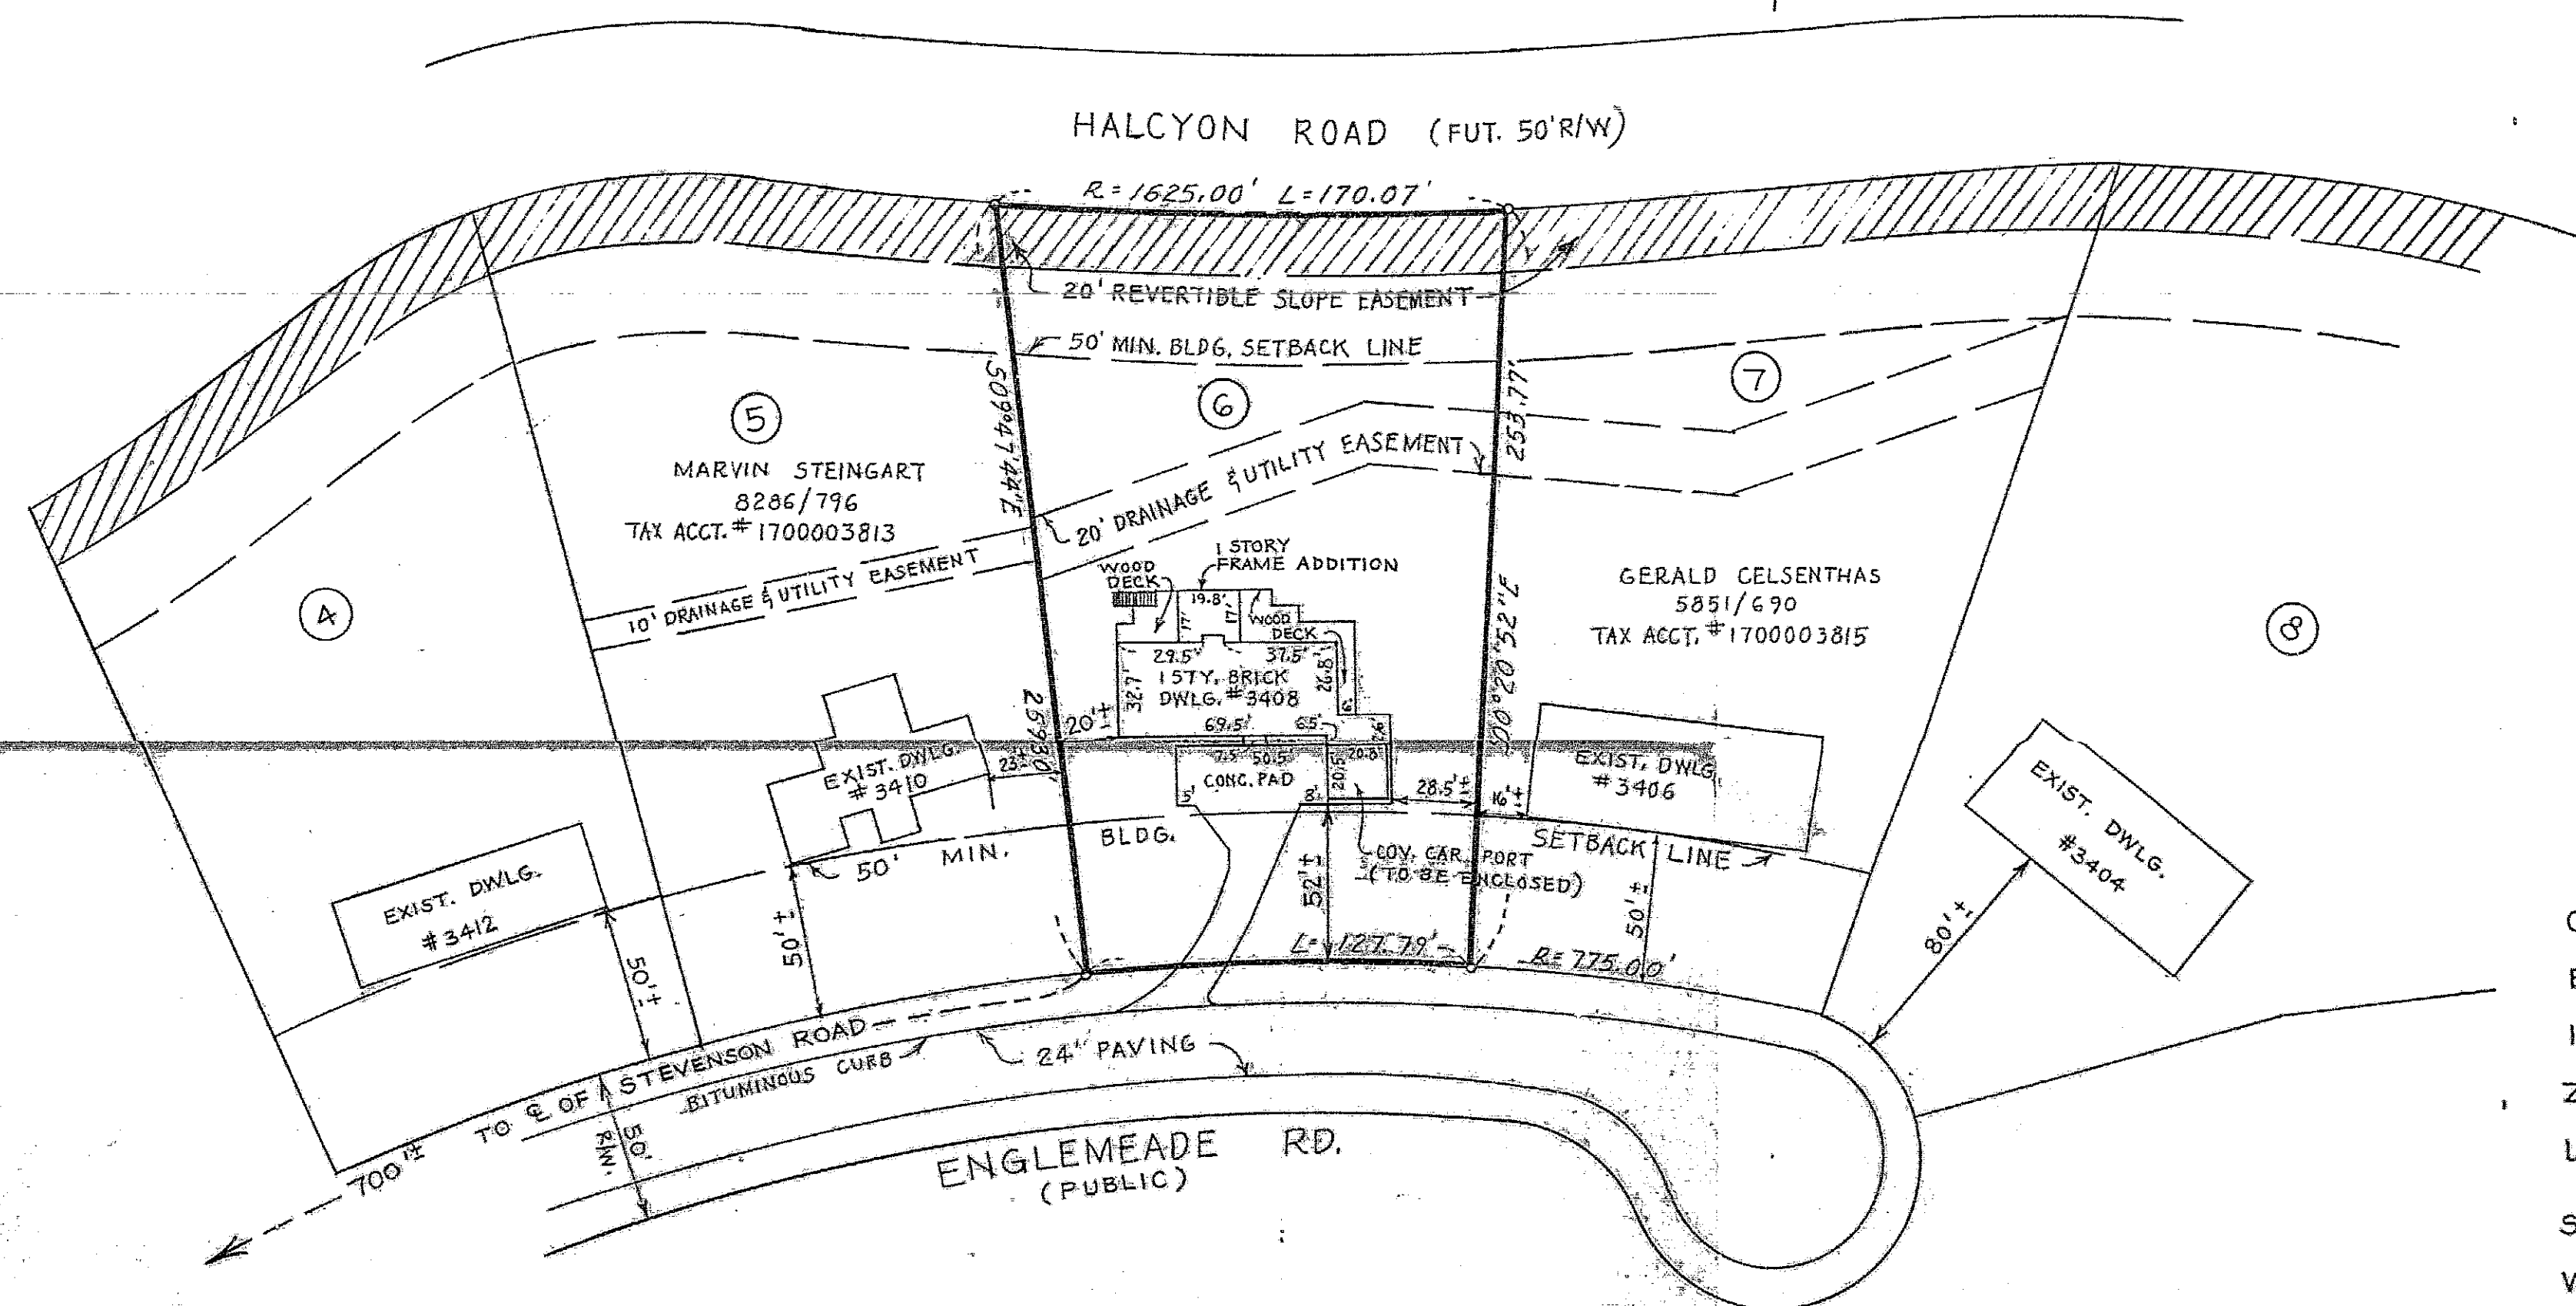 HALCYON ROAD (FUT. 50' R/W)
R = 1625.00' L = 170.07'
20' REVERTIBLE SLOPE EASEMENT
50' MIN. BLDG. SETBACK LINE
5
6
7
MARVIN STEINGART
8286/796
TAX ACCT. # 1700003813
S09°47'44"E
253.77'
20' DRAINAGE & UTILITY EASEMENT
10' DRAINAGE & UTILITY EASEMENT
1 STORY
FRAME ADDITION
WOOD
DECK
19.8'
17'
17'
WOOD
DECK
GERALD CELSENTHAS
5851/690
TAX ACCT. # 1700003815
4
8
29.5'
37.5'
32.7'
26.8'
1 STY. BRICK
DWLG. # 3408
6'
20'±
69.5'
6.5'
7.5'
50.5'
20.8'
CONC. PAD
20.5'
5'
8'
EXIST. DWLG.
# 3410
23'±
28.5'±
16'±
EXIST. DWLG.
# 3406
EXIST. DWLG.
#3404
50' MIN. BLDG. SETBACK LINE
COV. CAR PORT
(TO BE ENCLOSED)
EXIST. DWLG.
# 3412
50'±
50'±
52'±
50'±
80'±
L= 127.79'
R= 775.00'
700'± TO ℄ OF STEVENSON ROAD
BITUMINOUS CURB
24' PAVING
50'
R/W.
ENGLEMEADE RD.
(PUBLIC)